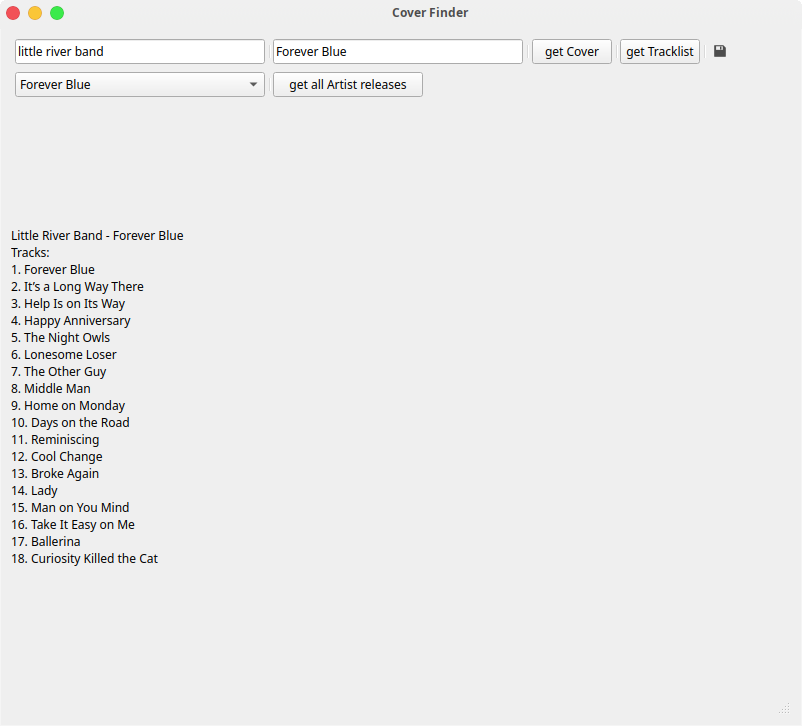 Cover Finder
little river band Forever Blue get Cover get Tracklist
Forever Blue get all Artist releases
Little River Band - Forever Blue
Tracks:
1. Forever Blue
2. It's a Long Way There
3. Help Is on Its Way
4. Happy Anniversary
5. The Night Owls
6. Lonesome Loser
7. The Other Guy
8. Middle Man
9. Home on Monday
10. Days on the Road
11. Reminiscing
12. Cool Change
13. Broke Again
14. Lady
15. Man on You Mind
16. Take It Easy on Me
17. Ballerina
18. Curiosity Killed the Cat